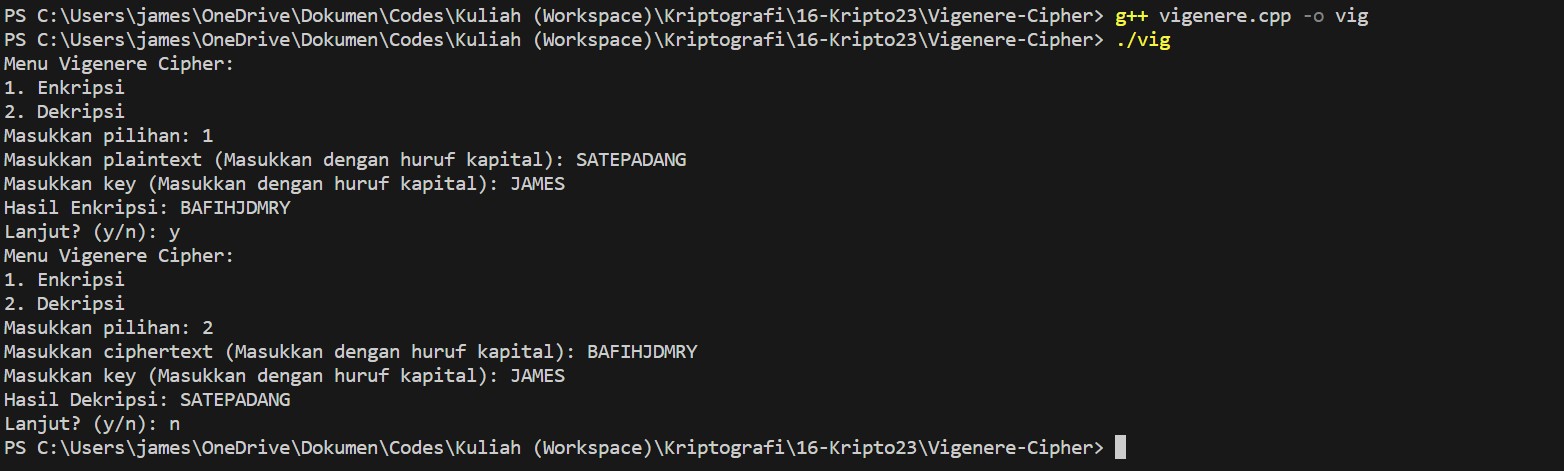 PS C:\Users\james\OneDrive\Dokumen\Codes\Kuliah (Workspace)\Kriptografi\16-Kripto23\Vigenere-Cipher> g++ vigenere.cpp -o vig
PS C:\Users\james\OneDrive\Dokumen\Codes\Kuliah (Workspace)\Kriptografi\16-Kripto23\Vigenere-Cipher> ./vig
Menu Vigenere Cipher:
1. Enkripsi
2. Dekripsi
Masukkan pilihan: 1
Masukkan plaintext (Masukkan dengan huruf kapital): SATEPADANG
Masukkan key (Masukkan dengan huruf kapital): JAMES
Hasil Enkripsi: BAFIHJDMRY
Lanjut? (y/n): y
Menu Vigenere Cipher:
1. Enkripsi
2. Dekripsi
Masukkan pilihan: 2
Masukkan ciphertext (Masukkan dengan huruf kapital): BAFIHJDMRY
Masukkan key (Masukkan dengan huruf kapital): JAMES
Hasil Dekripsi: SATEPADANG
Lanjut? (y/n): n
PS C:\Users\james\OneDrive\Dokumen\Codes\Kuliah (Workspace)\Kriptografi\16-Kripto23\Vigenere-Cipher>